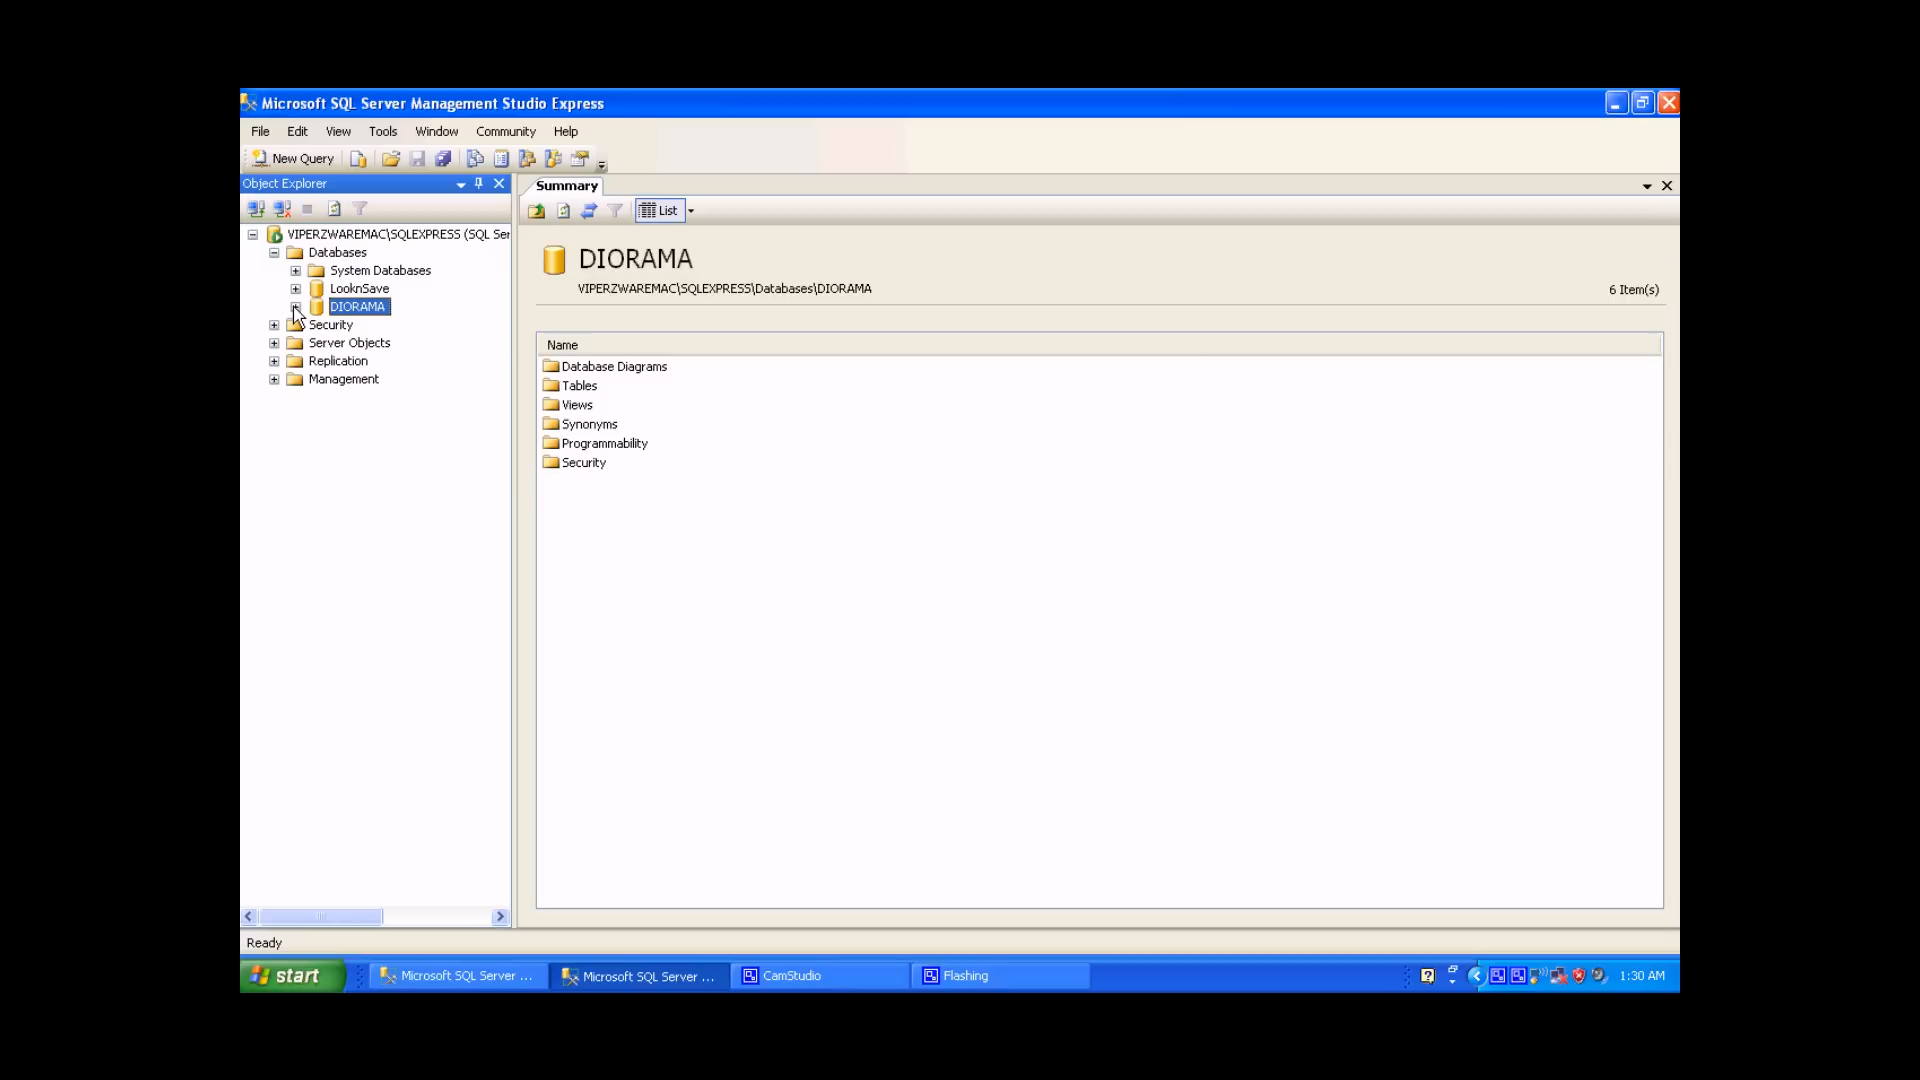 Microsoft SQL Server Management Studio Express
File Edit View Tools Window Community Help
New Query
Object Explorer
Summary
List
VIPERZWAREMAC\SQLEXPRESS (SQL Ser
Databases
System Databases
LooknSave
DIORAMA
Security
Server Objects
Replication
Management
DIORAMA
VIPERZWAREMAC\SQLEXPRESS\Databases\DIORAMA
6 Item(s)
Name
Database Diagrams
Tables
Views
Synonyms
Programmability
Security
Ready
start
Microsoft SQL Server ...
Microsoft SQL Server ...
CamStudio
Flashing
1:30 AM